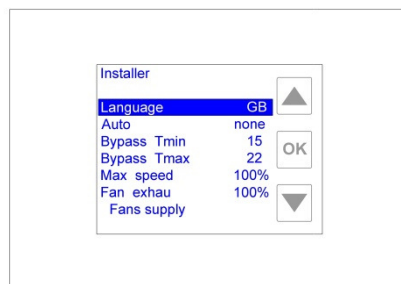 Installer
Language GB
Auto none
Bypass Tmin 15
Bypass Tmax 22
Max speed 100%
Fan exhau 100%
Fans supply
OK